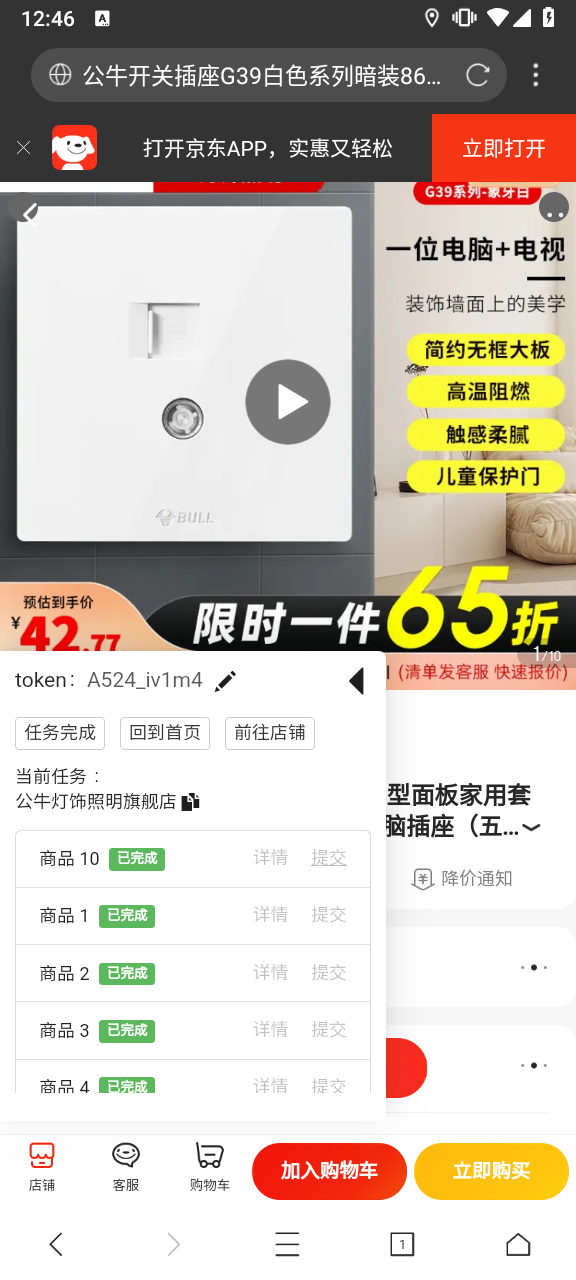 12:46
A
公牛开关插座G39白色系列暗装86...
打开京东APP，实惠又轻松
立即打开
G39系列-象牙白
一位电脑+电视
装饰墙面上的美学
简约无框大板
高温阻燃
触感柔腻
儿童保护门
BULL
预估到手价
¥42.77
限时一件65折
1/10
(清单发客服 快速报价)
token： A524_iv1m4
任务完成
回到首页
前往店铺
当前任务：
公牛灯饰照明旗舰店
型面板家用套
脑插座（五...
降价通知
商品 10 已完成 详情 提交
商品 1 已完成 详情 提交
商品 2 已完成 详情 提交
商品 3 已完成 详情 提交
商品 4 已完成 详情 提交
店铺
客服
购物车
加入购物车
立即购买
1